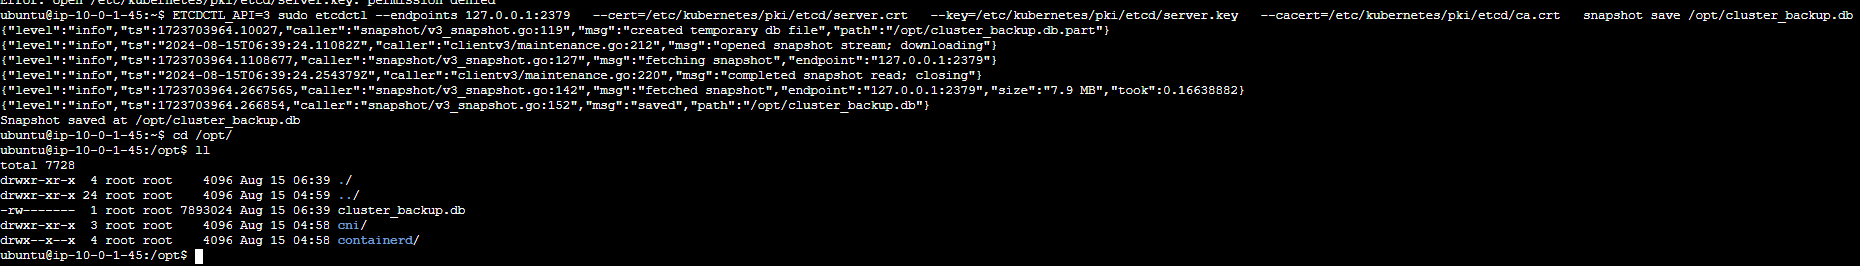 Error: open /etc/kubernetes/pki/etcd/server.key: permission denied
ubuntu@ip-10-0-1-45:~$ ETCDCTL_API=3 sudo etcdctl --endpoints 127.0.0.1:2379   --cert=/etc/kubernetes/pki/etcd/server.crt   --key=/etc/kubernetes/pki/etcd/server.key   --cacert=/etc/kubernetes/pki/etcd/ca.crt   snapshot save /opt/cluster_backup.db
{"level":"info","ts":1723703964.10027,"caller":"snapshot/v3_snapshot.go:119","msg":"created temporary db file","path":"/opt/cluster_backup.db.part"}
{"level":"info","ts":"2024-08-15T06:39:24.11082Z","caller":"clientv3/maintenance.go:212","msg":"opened snapshot stream; downloading"}
{"level":"info","ts":1723703964.1108677,"caller":"snapshot/v3_snapshot.go:127","msg":"fetching snapshot","endpoint":"127.0.0.1:2379"}
{"level":"info","ts":"2024-08-15T06:39:24.254379Z","caller":"clientv3/maintenance.go:220","msg":"completed snapshot read; closing"}
{"level":"info","ts":1723703964.2667565,"caller":"snapshot/v3_snapshot.go:142","msg":"fetched snapshot","endpoint":"127.0.0.1:2379","size":"7.9 MB","took":0.16638882}
{"level":"info","ts":1723703964.266854,"caller":"snapshot/v3_snapshot.go:152","msg":"saved","path":"/opt/cluster_backup.db"}
Snapshot saved at /opt/cluster_backup.db
ubuntu@ip-10-0-1-45:~$ cd /opt/
ubuntu@ip-10-0-1-45:/opt$ ll
total 7728
drwxr-xr-x  4 root root    4096 Aug 15 06:39 ./
drwxr-xr-x 24 root root    4096 Aug 15 04:59 ../
-rw-------  1 root root 7893024 Aug 15 06:39 cluster_backup.db
drwxr-xr-x  3 root root    4096 Aug 15 04:58 cni/
drwx--x--x  4 root root    4096 Aug 15 04:58 containerd/
ubuntu@ip-10-0-1-45:/opt$